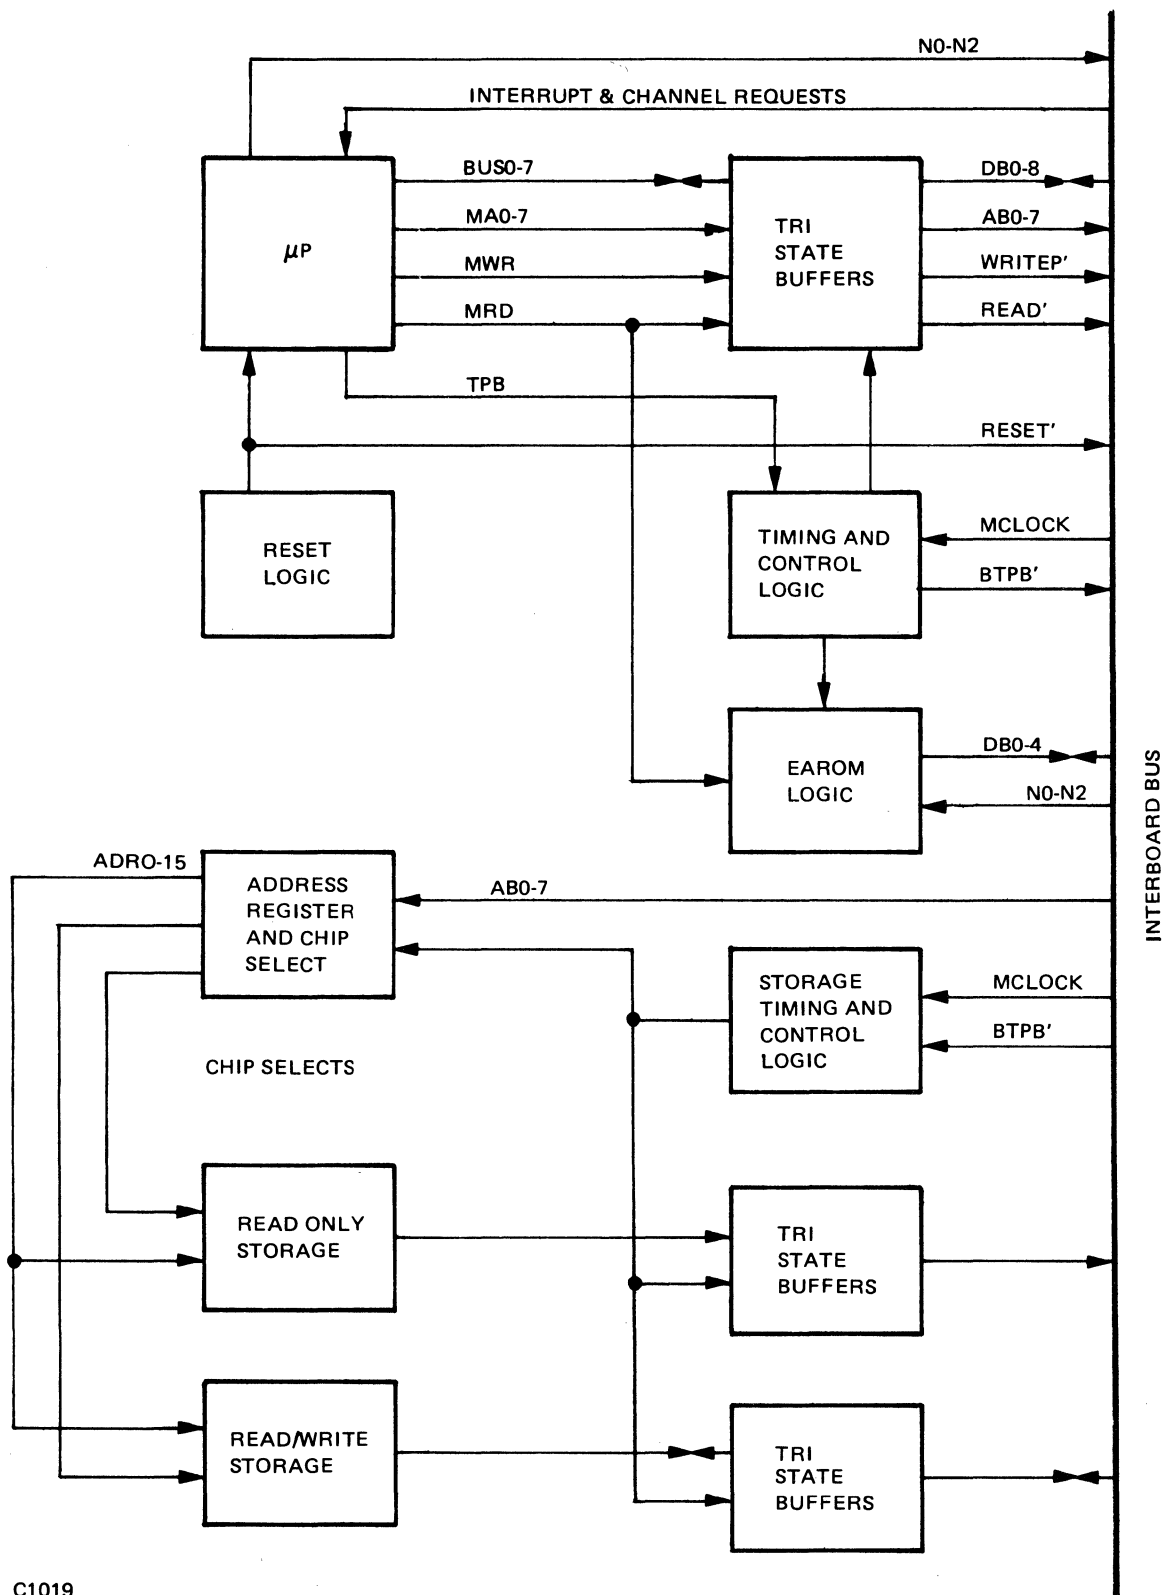 N0-N2
INTERRUPT & CHANNEL REQUESTS
BUS0-7
DB0-8
MA0-7
AB0-7
TRI
STATE
BUFFERS
μP
MWR
WRITEP'
MRD
READ'
TPB
RESET'
RESET
LOGIC
TIMING AND
CONTROL
LOGIC
MCLOCK
BTPB'
EAROM
LOGIC
DB0-4
N0-N2
INTERBOARD BUS
ADRO-15
ADDRESS
REGISTER
AND CHIP
SELECT
AB0-7
STORAGE
TIMING AND
CONTROL
LOGIC
MCLOCK
BTPB'
CHIP SELECTS
READ ONLY
STORAGE
TRI
STATE
BUFFERS
READ/WRITE
STORAGE
TRI
STATE
BUFFERS
C1019